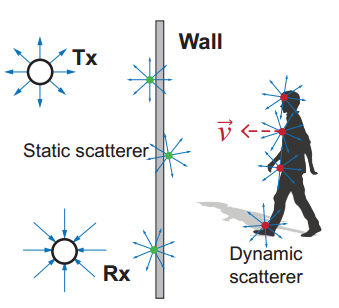 Tx
Wall
Static scatterer
v⃗
Rx
Dynamic
scatterer